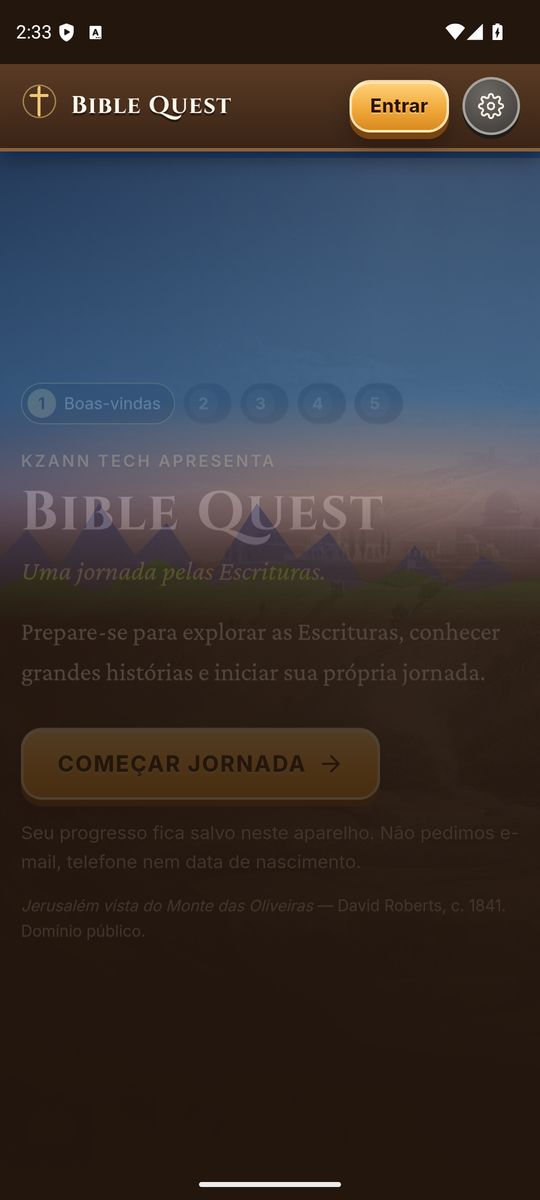 2:33
BIBLE QUEST
Entrar
1 Boas-vindas 2 3 4 5
KZANN TECH APRESENTA
BIBLE QUEST
Uma jornada pelas Escrituras.
Prepare-se para explorar as Escrituras, conhecer
grandes histórias e iniciar sua própria jornada.
COMEÇAR JORNADA →
Seu progresso fica salvo neste aparelho. Não pedimos e-
mail, telefone nem data de nascimento.
Jerusalém vista do Monte das Oliveiras — David Roberts, c. 1841.
Domínio público.